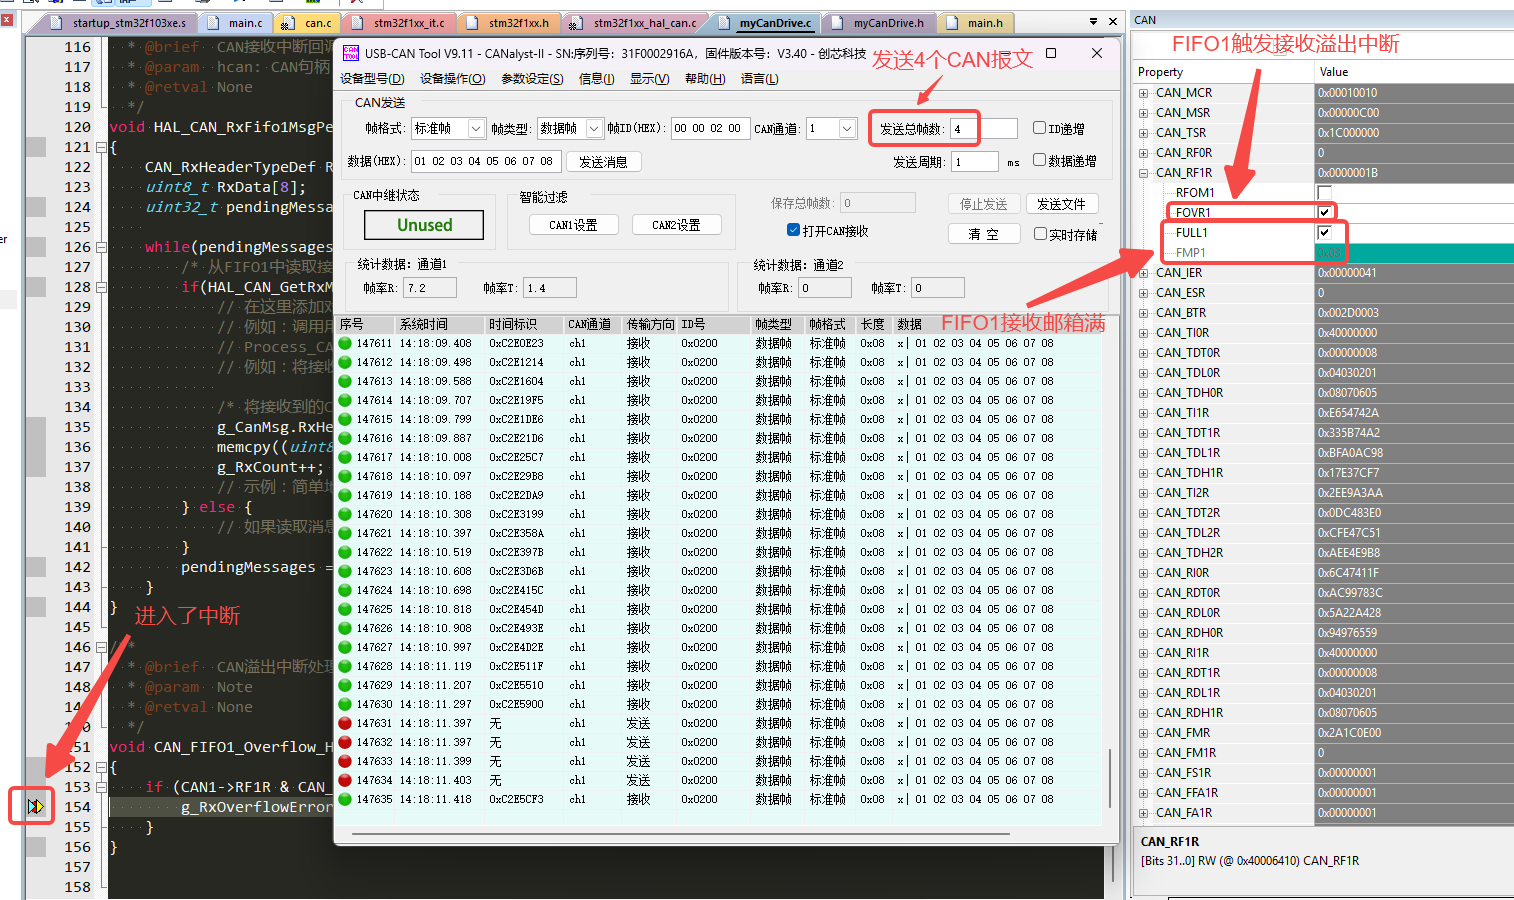 startup_stm32f103xe.s main.c can.c stm32f1xx_it.c stm32f1xx.h stm32f1xx_hal_can.c myCanDrive.c myCanDrive.h main.h
116 * @brief CAN接收中断回调
117 * @param hcan: CAN句柄
118 * @retval None
119 */
120 void HAL_CAN_RxFifo1MsgPe
121 {
122 CAN_RxHeaderTypeDef R
123 uint8_t RxData[8];
124 uint32_t pendingMessa
125
126 while(pendingMessages
127 /* 从FIFO1中读取接
128 if(HAL_CAN_GetRxM
129 // 在这里添加对
130 // 例如：调用用
131 // Process_CA
132 // 例如：将接收
133
134 /* 将接收到的C
135 g_CanMsg.RxHe
136 memcpy((uint8
137 g_RxCount++;
138 // 示例：简单地
139 } else {
140 // 如果读取消息
141 }
142 pendingMessages =
143 }
144 }
145
进入了中断
146 /*
147 * @brief CAN溢出中断处理
148 * @param Note
149 * @retval None
*/
151 void CAN_FIFO1_Overflow_H
152 {
153 if (CAN1->RF1R & CAN_
154 g_RxOverflowError
155 }
156 }
157
158
er
USB-CAN Tool V9.11 - CANalyst-II - SN:序列号：31F0002916A，固件版本号：V3.40 - 创芯科技
设备型号(D) 设备操作(O) 参数设定(S) 信息(I) 显示(V) 帮助(H) 语言(L)
发送4个CAN报文
CAN发送
帧格式: 标准帧 帧类型: 数据帧 帧ID(HEX): 00 00 02 00 CAN通道: 1 发送总帧数: 4 ID递增
数据(HEX): 01 02 03 04 05 06 07 08 发送消息 发送周期: 1 ms 数据递增
CAN中继状态
Unused
智能过滤
CAN1设置 CAN2设置
保存总帧数: 0 停止发送 发送文件
打开CAN接收 清 空 实时存储
统计数据：通道1
帧率R: 7.2 帧率T: 1.4
统计数据：通道2
帧率R: 0 帧率T: 0
FIFO1接收邮箱满
序号 系统时间 时间标识 CAN通道 传输方向 ID号 帧类型 帧格式 长度 数据
147611 14:18:09.408 0xC2E0E23 ch1 接收 0x0200 数据帧 标准帧 0x08 x| 01 02 03 04 05 06 07 08
147612 14:18:09.498 0xC2E1214 ch1 接收 0x0200 数据帧 标准帧 0x08 x| 01 02 03 04 05 06 07 08
147613 14:18:09.588 0xC2E1604 ch1 接收 0x0200 数据帧 标准帧 0x08 x| 01 02 03 04 05 06 07 08
147614 14:18:09.707 0xC2E19F5 ch1 接收 0x0200 数据帧 标准帧 0x08 x| 01 02 03 04 05 06 07 08
147615 14:18:09.799 0xC2E1DE6 ch1 接收 0x0200 数据帧 标准帧 0x08 x| 01 02 03 04 05 06 07 08
147616 14:18:09.887 0xC2E21D6 ch1 接收 0x0200 数据帧 标准帧 0x08 x| 01 02 03 04 05 06 07 08
147617 14:18:10.008 0xC2E25C7 ch1 接收 0x0200 数据帧 标准帧 0x08 x| 01 02 03 04 05 06 07 08
147618 14:18:10.097 0xC2E29B8 ch1 接收 0x0200 数据帧 标准帧 0x08 x| 01 02 03 04 05 06 07 08
147619 14:18:10.188 0xC2E2DA9 ch1 接收 0x0200 数据帧 标准帧 0x08 x| 01 02 03 04 05 06 07 08
147620 14:18:10.308 0xC2E3199 ch1 接收 0x0200 数据帧 标准帧 0x08 x| 01 02 03 04 05 06 07 08
147621 14:18:10.397 0xC2E358A ch1 接收 0x0200 数据帧 标准帧 0x08 x| 01 02 03 04 05 06 07 08
147622 14:18:10.519 0xC2E397B ch1 接收 0x0200 数据帧 标准帧 0x08 x| 01 02 03 04 05 06 07 08
147623 14:18:10.608 0xC2E3D6B ch1 接收 0x0200 数据帧 标准帧 0x08 x| 01 02 03 04 05 06 07 08
147624 14:18:10.698 0xC2E415C ch1 接收 0x0200 数据帧 标准帧 0x08 x| 01 02 03 04 05 06 07 08
147625 14:18:10.818 0xC2E454D ch1 接收 0x0200 数据帧 标准帧 0x08 x| 01 02 03 04 05 06 07 08
147626 14:18:10.908 0xC2E493E ch1 接收 0x0200 数据帧 标准帧 0x08 x| 01 02 03 04 05 06 07 08
147627 14:18:10.997 0xC2E4D2E ch1 接收 0x0200 数据帧 标准帧 0x08 x| 01 02 03 04 05 06 07 08
147628 14:18:11.119 0xC2E511F ch1 接收 0x0200 数据帧 标准帧 0x08 x| 01 02 03 04 05 06 07 08
147629 14:18:11.207 0xC2E5510 ch1 接收 0x0200 数据帧 标准帧 0x08 x| 01 02 03 04 05 06 07 08
147630 14:18:11.297 0xC2E5900 ch1 接收 0x0200 数据帧 标准帧 0x08 x| 01 02 03 04 05 06 07 08
147631 14:18:11.397 无 ch1 发送 0x0200 数据帧 标准帧 0x08 x| 01 02 03 04 05 06 07 08
147632 14:18:11.397 无 ch1 发送 0x0200 数据帧 标准帧 0x08 x| 01 02 03 04 05 06 07 08
147633 14:18:11.399 无 ch1 发送 0x0200 数据帧 标准帧 0x08 x| 01 02 03 04 05 06 07 08
147634 14:18:11.403 无 ch1 发送 0x0200 数据帧 标准帧 0x08 x| 01 02 03 04 05 06 07 08
147635 14:18:11.418 0xC2E5CF3 ch1 接收 0x0200 数据帧 标准帧 0x08 x| 01 02 03 04 05 06 07 08
CAN
FIFO1触发接收溢出中断
Property Value
CAN_MCR 0x00010010
CAN_MSR 0x00000C00
CAN_TSR 0x1C000000
CAN_RF0R 0
CAN_RF1R 0x0000001B
RFOM1
FOVR1
FULL1
FMP1 0x03
CAN_IER 0x00000041
CAN_ESR 0
CAN_BTR 0x002D0003
CAN_TI0R 0x40000000
CAN_TDT0R 0x00000008
CAN_TDL0R 0x04030201
CAN_TDH0R 0x08070605
CAN_TI1R 0xE654742A
CAN_TDT1R 0x335B74A2
CAN_TDL1R 0xBFA0AC98
CAN_TDH1R 0x17E37CF7
CAN_TI2R 0x2EE9A3AA
CAN_TDT2R 0x0DC483E0
CAN_TDL2R 0xCFE47C51
CAN_TDH2R 0xAEE4E9B8
CAN_RI0R 0x6C47411F
CAN_RDT0R 0xAC99783C
CAN_RDL0R 0x5A22A428
CAN_RDH0R 0x94976559
CAN_RI1R 0x40000000
CAN_RDT1R 0x00000008
CAN_RDL1R 0x04030201
CAN_RDH1R 0x08070605
CAN_FMR 0x2A1C0E00
CAN_FM1R 0
CAN_FS1R 0x00000001
CAN_FFA1R 0x00000001
CAN_FA1R 0x00000001
CAN_RF1R
[Bits 31..0] RW (@ 0x40006410) CAN_RF1R